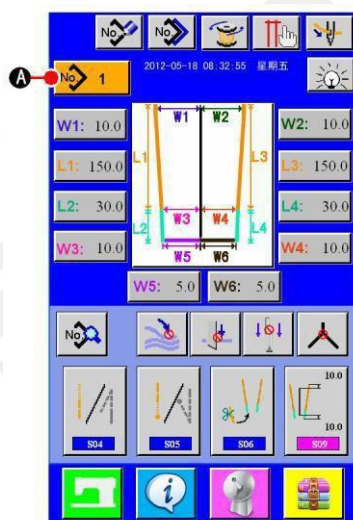 No.
No.
A
No. 1
2012-05-18 08:32:55 星期五
W1: 10.0
W1 W2
W2: 10.0
L1: 150.0
L1
L3
L3: 150.0
L2: 30.0
L2
W3 W4
L4
L4: 30.0
W3: 10.0
W5 W6
W4: 10.0
W5: 5.0
W6: 5.0
No.
10.0
10.0
S04
S05
S06
S09
i